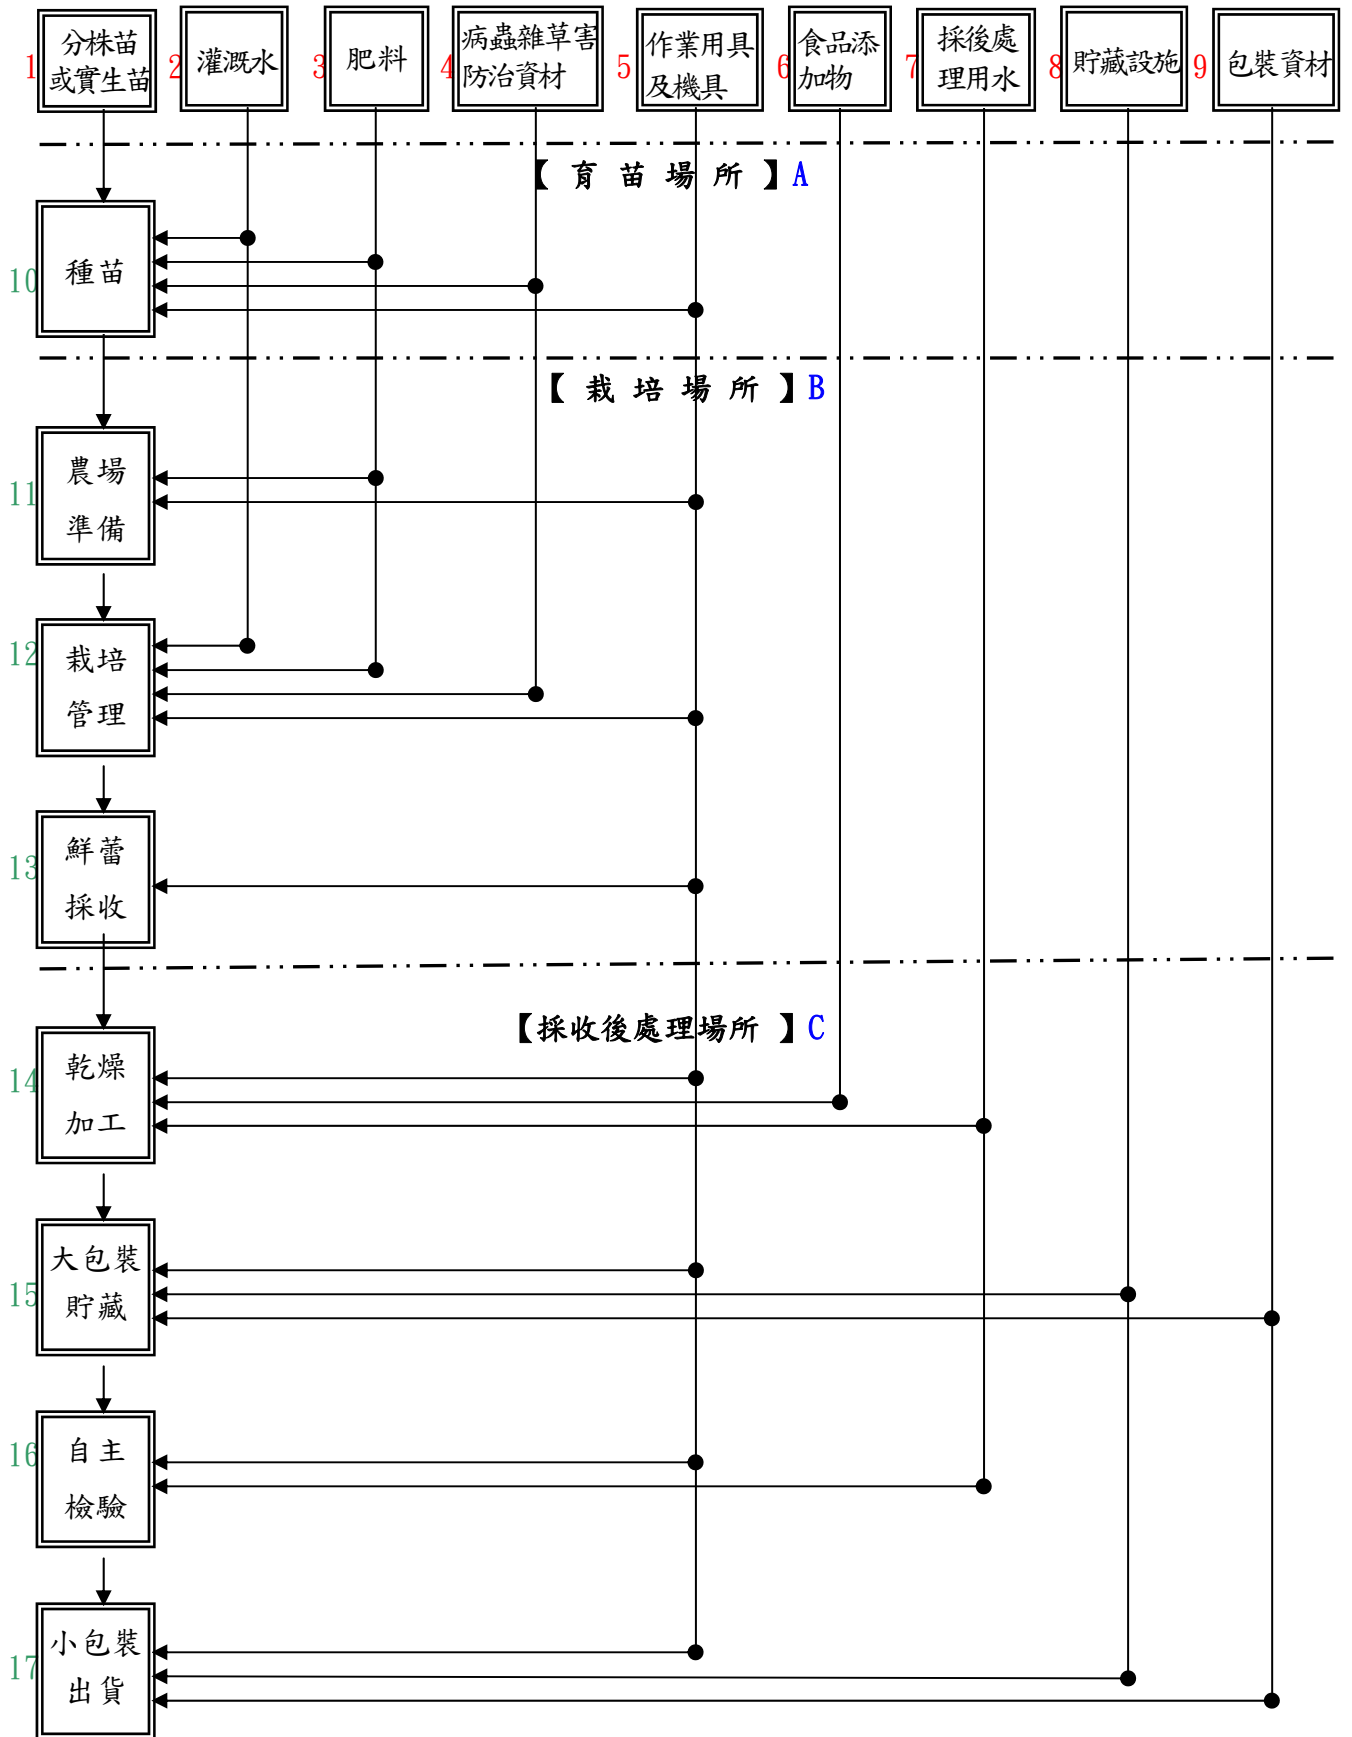 1
分株苗
或實生苗
2
灌溉水
3
肥料
4
病蟲雜草害
防治資材
5
作業用具
及機具
6
食品添
加物
7
採後處
理用水
8
貯藏設施
9
包裝資材
【 育 苗 場 所 】A
10
種苗
【 栽 培 場 所 】B
11
農場
準備
12
栽培
管理
13
鮮蕾
採收
【採收後處理場所 】C
14
乾燥
加工
15
大包裝
貯藏
16
自主
檢驗
17
小包裝
出貨